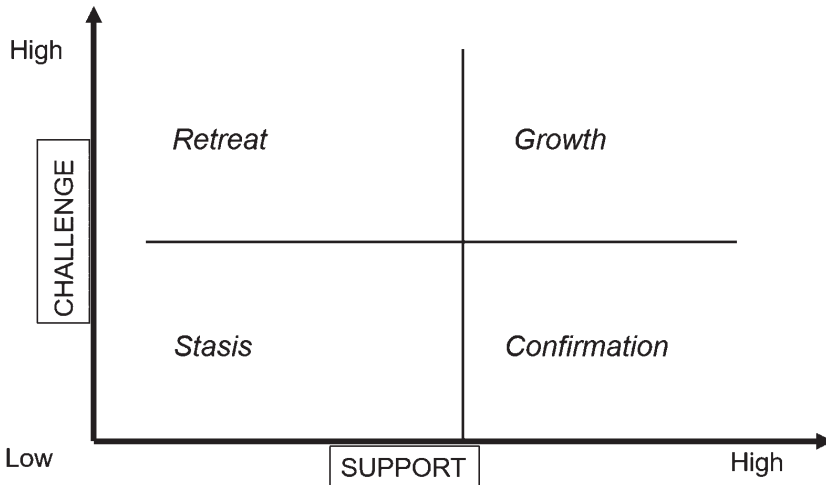 High
Retreat
Growth
CHALLENGE
Stasis
Confirmation
Low
SUPPORT
High